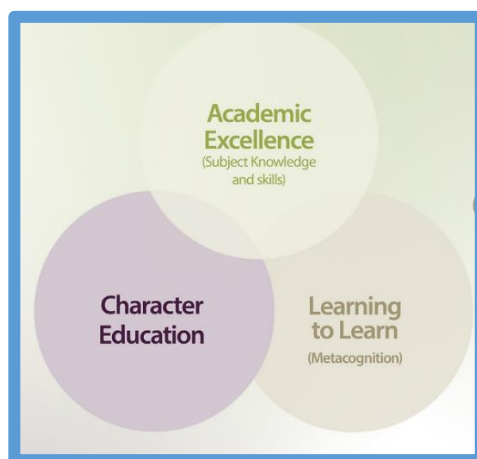 Academic
Excellence
(Subject Knowledge
and skills)
Character
Education
Learning
to Learn
(Metacognition)